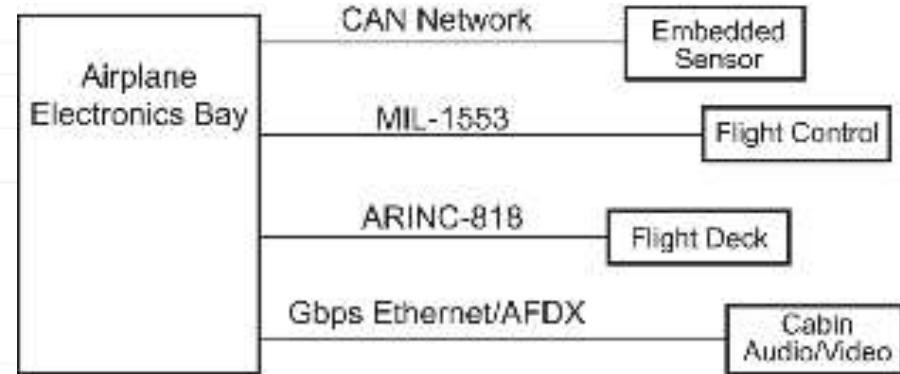 CAN Network
Embedded
Sensor
Airplane
Electronics Bay
MIL-1553
Flight Control
ARINC-818
Flight Deck
Gbps Ethernet/AFDX
Cabin
Audio/Video